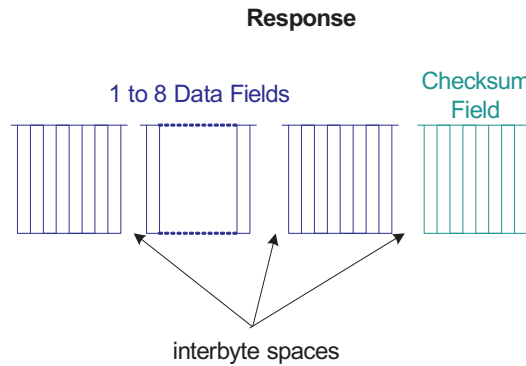 Response
1 to 8 Data Fields
Checksum
Field
interbyte spaces